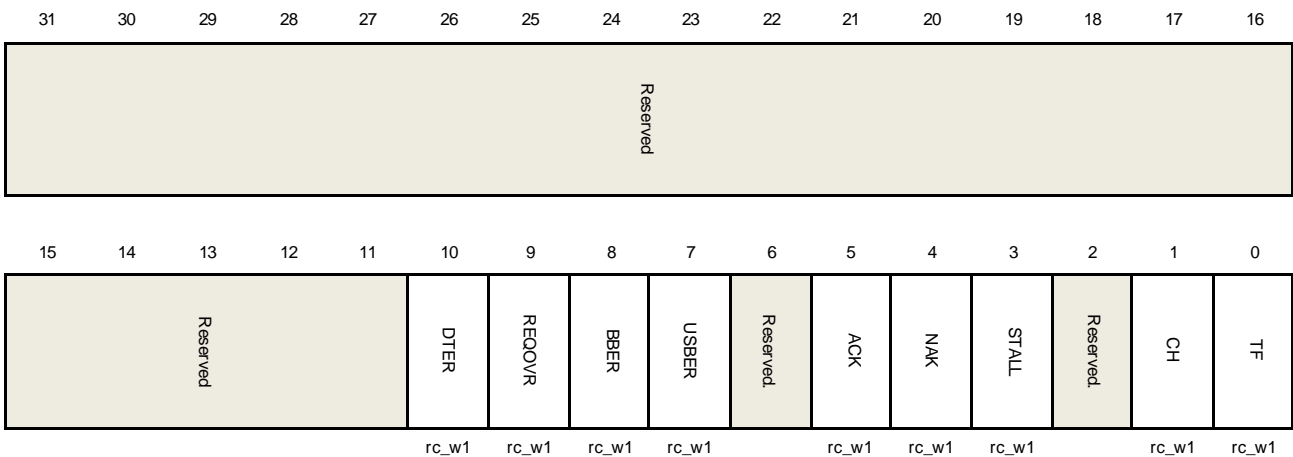 31 30 29 28 27 26 25 24 23 22 21 20 19 18 17 16
Reserved
15 14 13 12 11 10 9 8 7 6 5 4 3 2 1 0
Reserved DTER REQOVR BBER USBER Reserved. ACK NAK STALL Reserved. CH TF
rc_w1 rc_w1 rc_w1 rc_w1 rc_w1 rc_w1 rc_w1 rc_w1 rc_w1